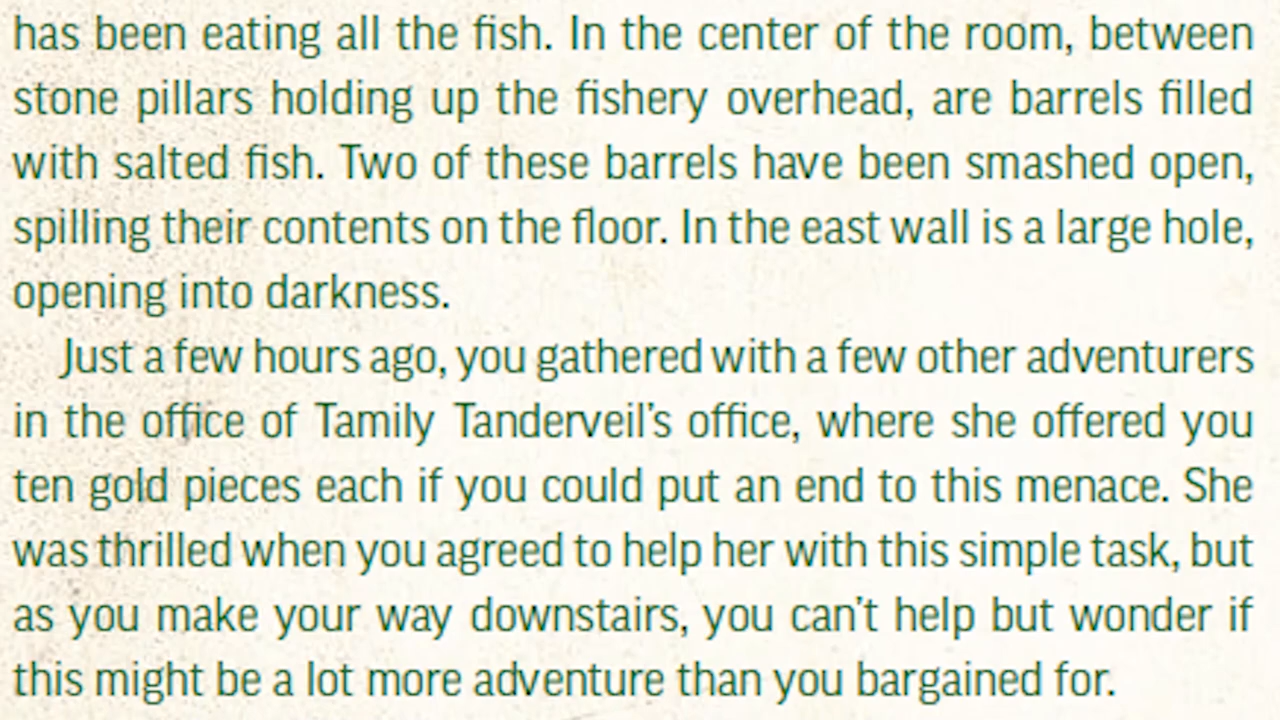 has been eating all the fish. In the center of the room, between
stone pillars holding up the fishery overhead, are barrels filled
with salted fish. Two of these barrels have been smashed open,
spilling their contents on the floor. In the east wall is a large hole,
opening into darkness.
Just a few hours ago, you gathered with a few other adventurers
in the office of Tamily Tanderveil’s office, where she offered you
ten gold pieces each if you could put an end to this menace. She
was thrilled when you agreed to help her with this simple task, but
as you make your way downstairs, you can’t help but wonder if
this might be a lot more adventure than you bargained for.